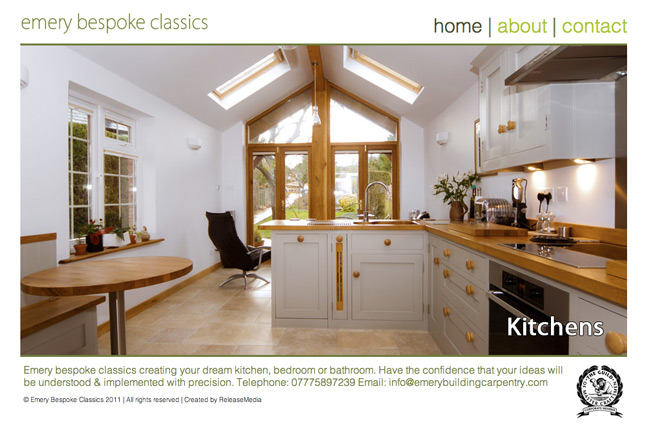 emery bespoke classics
home | about | contact
Kitchens
Emery bespoke classics creating your dream kitchen, bedroom or bathroom. Have the confidence that your ideas will
be understood & implemented with precision. Telephone: 07775897239 Email: info@emerybuildingcarpentry.com
© Emery Bespoke Classics 2011 | All rights reserved | Created by ReleaseMedia